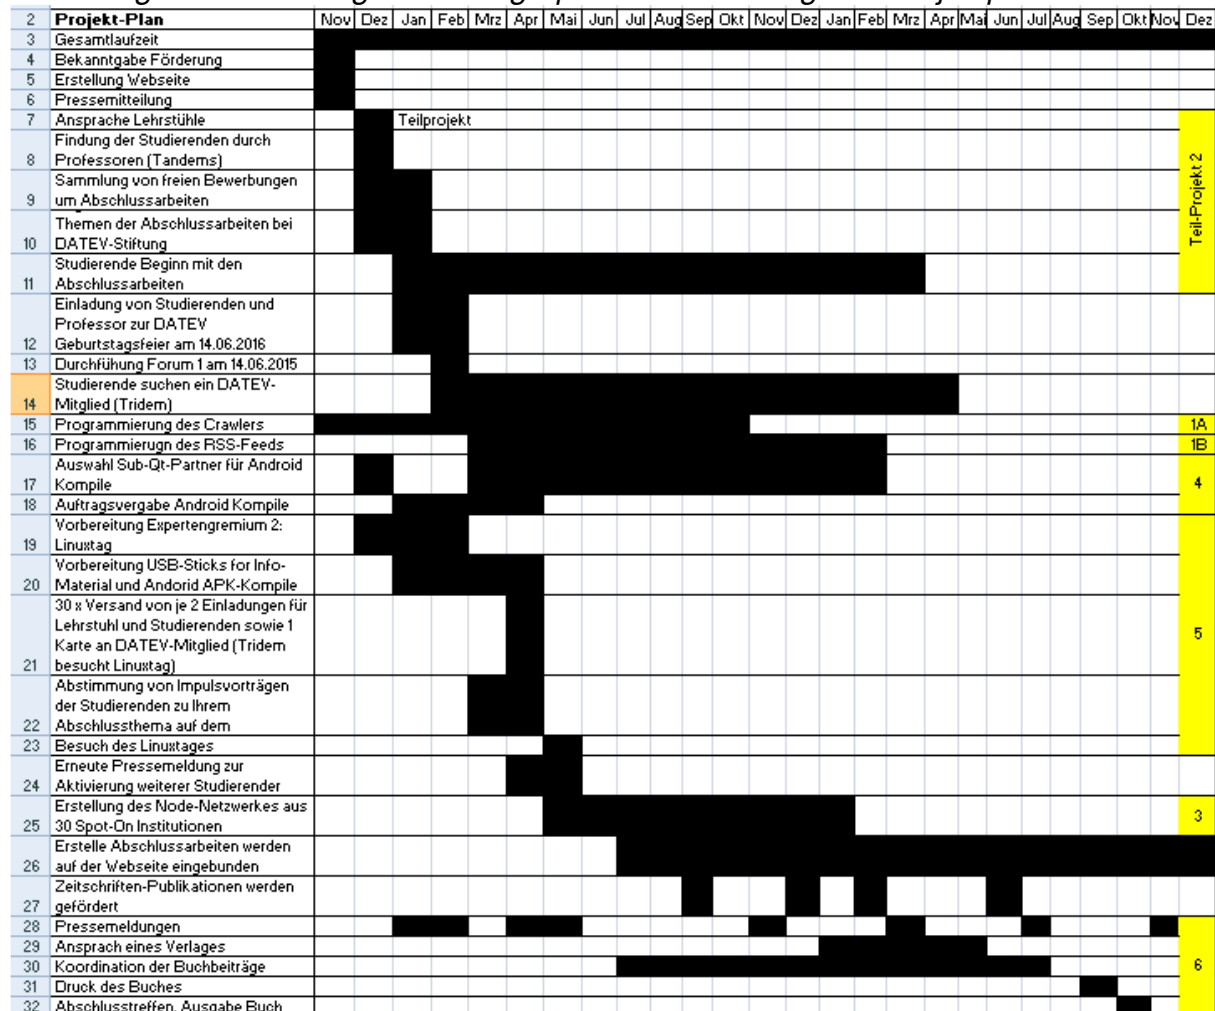 2 Projekt-Plan Nov Dez Jan Feb Mrz Apr Mai Jun Jul Aug Sep Okt Nov Dez Jan Feb Mrz Apr Mai Jun Jul Aug Sep Okt Nov Dez
3 Gesamtlaufzeit
4 Bekanntgabe Förderung
5 Erstellung Webseite
6 Pressemitteilung
7 Ansprache Lehrstühle Teilprojekt
Findung der Studierenden durch
8 Professoren (Tandems)
Sammlung von freien Bewerbungen
9 um Abschlussarbeiten
Themen der Abschlussarbeiten bei
10 DATEV-Stiftung
Teil-Projekt 2
Studierende Beginn mit den
11 Abschlussarbeiten
Einladung von Studierenden und
Professor zur DATEV
12 Geburtstagsfeier am 14.06.2016
13 Durchfühung Forum 1 am 14.06.2015
Studierende suchen ein DATEV-
14 Mitglied (Tridem)
15 Programmierung des Crawlers 1A
16 Programmierugn des RSS-Feeds 1B
Auswahl Sub-Qt-Partner für Android
17 Kompile 4
18 Auftragsvergabe Android Kompile
Vorbereitung Expertengremium 2:
19 Linuxtag
Vorbereitung USB-Sticks for Info-
20 Material und Andorid APK-Kompile
30 x Versand von je 2 Einladungen für
Lehrstuhl und Studierenden sowie 1
Karte an DATEV-Mitglied (Tridem
21 besucht Linuxtag)
5
Abstimmung von Impulsvorträgen
der Studierenden zu Ihrem
22 Abschlussthema auf dem
23 Besuch des Linuxtages
Erneute Pressemeldung zur
24 Aktivierung weiterer Studierender
Erstellung des Node-Netzwerkes aus
25 30 Spot-On Institutionen 3
Erstelle Abschlussarbeiten werden
26 auf der Webseite eingebunden
Zeitschriften-Publikationen werden
27 gefördert
28 Pressemeldungen
29 Ansprach eines Verlages
30 Koordination der Buchbeiträge 6
31 Druck des Buches
32 Abschlusstreffen, Ausgabe Buch